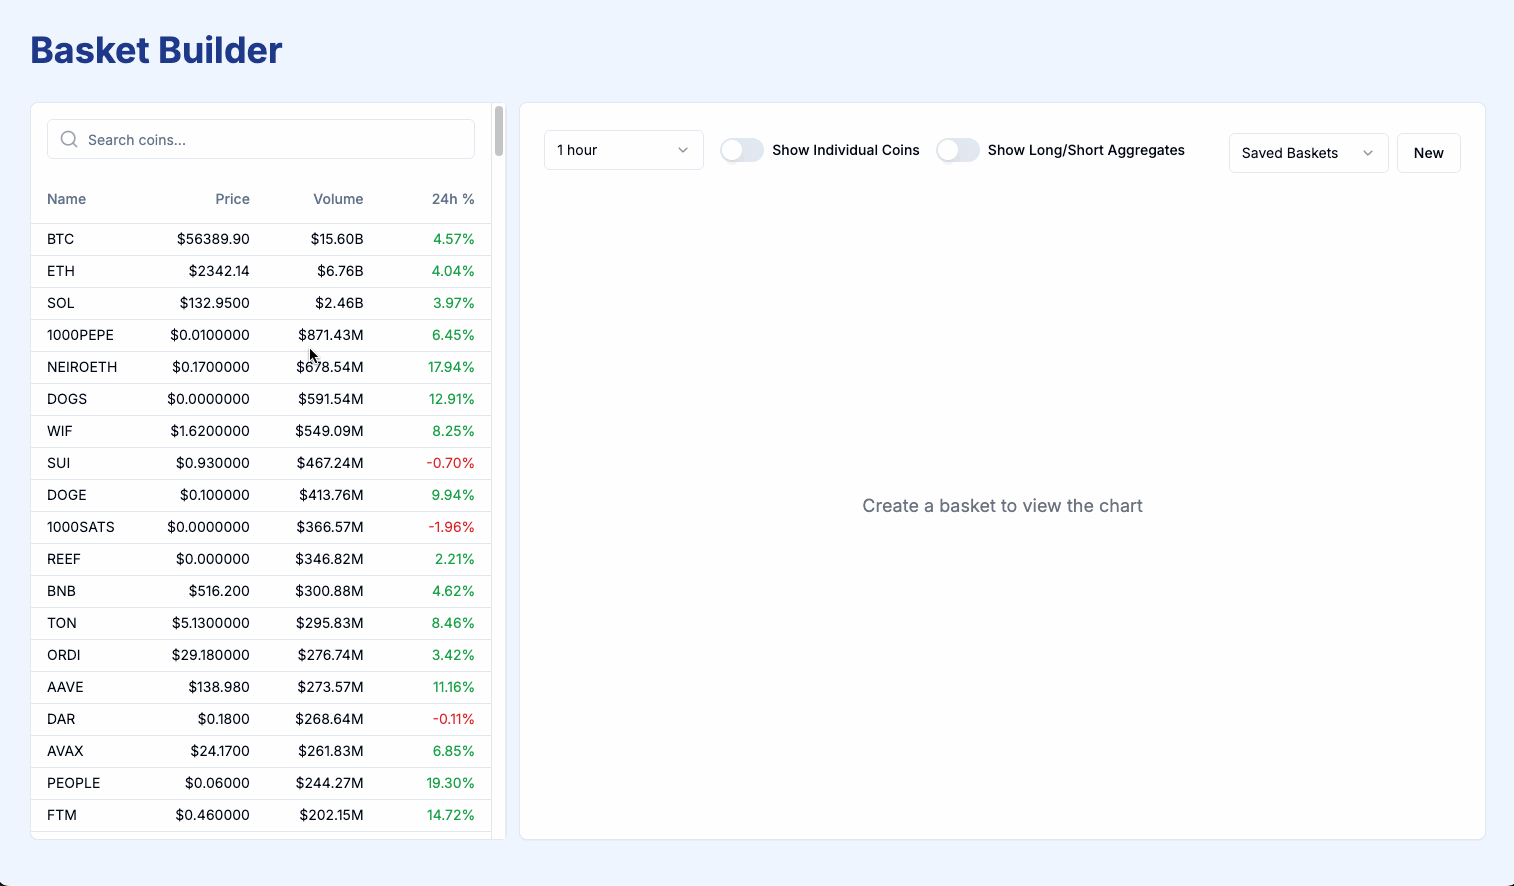 Basket Builder
Search coins...
1 hour
Show Individual Coins
Show Long/Short Aggregates
Saved Baskets
New
Name Price Volume 24h %
BTC $56389.90 $15.60B 4.57%
ETH $2342.14 $6.76B 4.04%
SOL $132.9500 $2.46B 3.97%
1000PEPE $0.0100000 $871.43M 6.45%
NEIROETH $0.1700000 $678.54M 17.94%
DOGS $0.0000000 $591.54M 12.91%
WIF $1.6200000 $549.09M 8.25%
SUI $0.930000 $467.24M -0.70%
DOGE $0.100000 $413.76M 9.94%
1000SATS $0.0000000 $366.57M -1.96%
REEF $0.000000 $346.82M 2.21%
BNB $516.200 $300.88M 4.62%
TON $5.1300000 $295.83M 8.46%
ORDI $29.180000 $276.74M 3.42%
AAVE $138.980 $273.57M 11.16%
DAR $0.1800 $268.64M -0.11%
AVAX $24.1700 $261.83M 6.85%
PEOPLE $0.06000 $244.27M 19.30%
FTM $0.460000 $202.15M 14.72%
Create a basket to view the chart